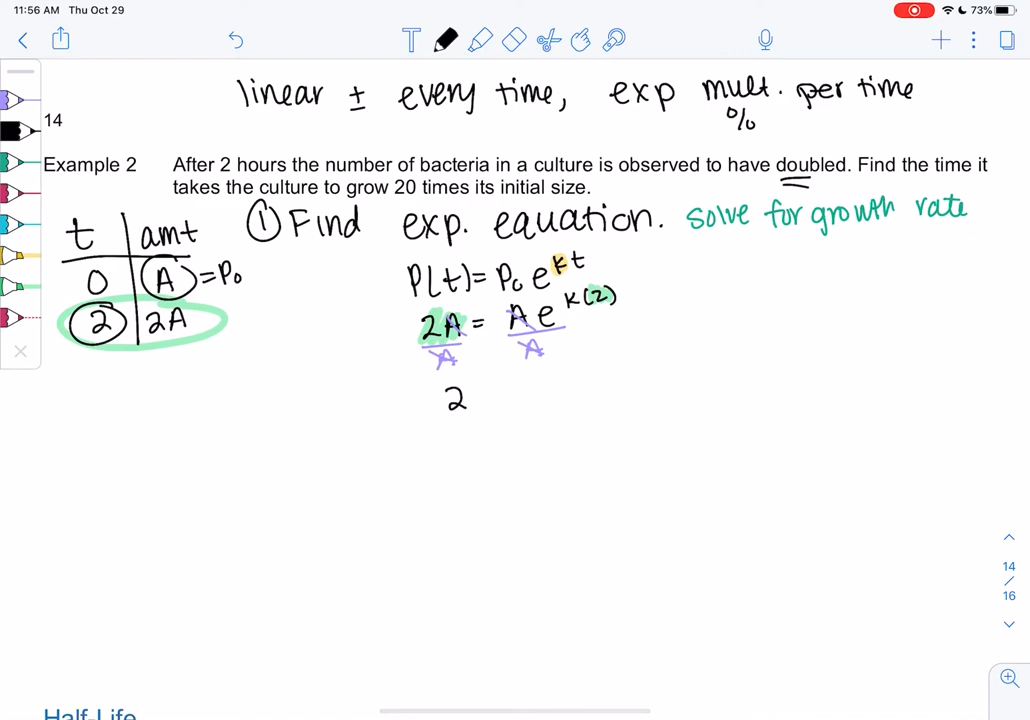 11:56 AM Thu Oct 29
73%
linear ± every time, exp mult. per time
%
14
Example 2 After 2 hours the number of bacteria in a culture is observed to have doubled. Find the time it
takes the culture to grow 20 times its initial size.
① Find exp. equation. solve for growth rate
t amt
0 A = P₀
2 2A
P(t) = P₀ e^{kt}
2A = A e^{k(2)}
A A
2
14
/
16
Half-Life